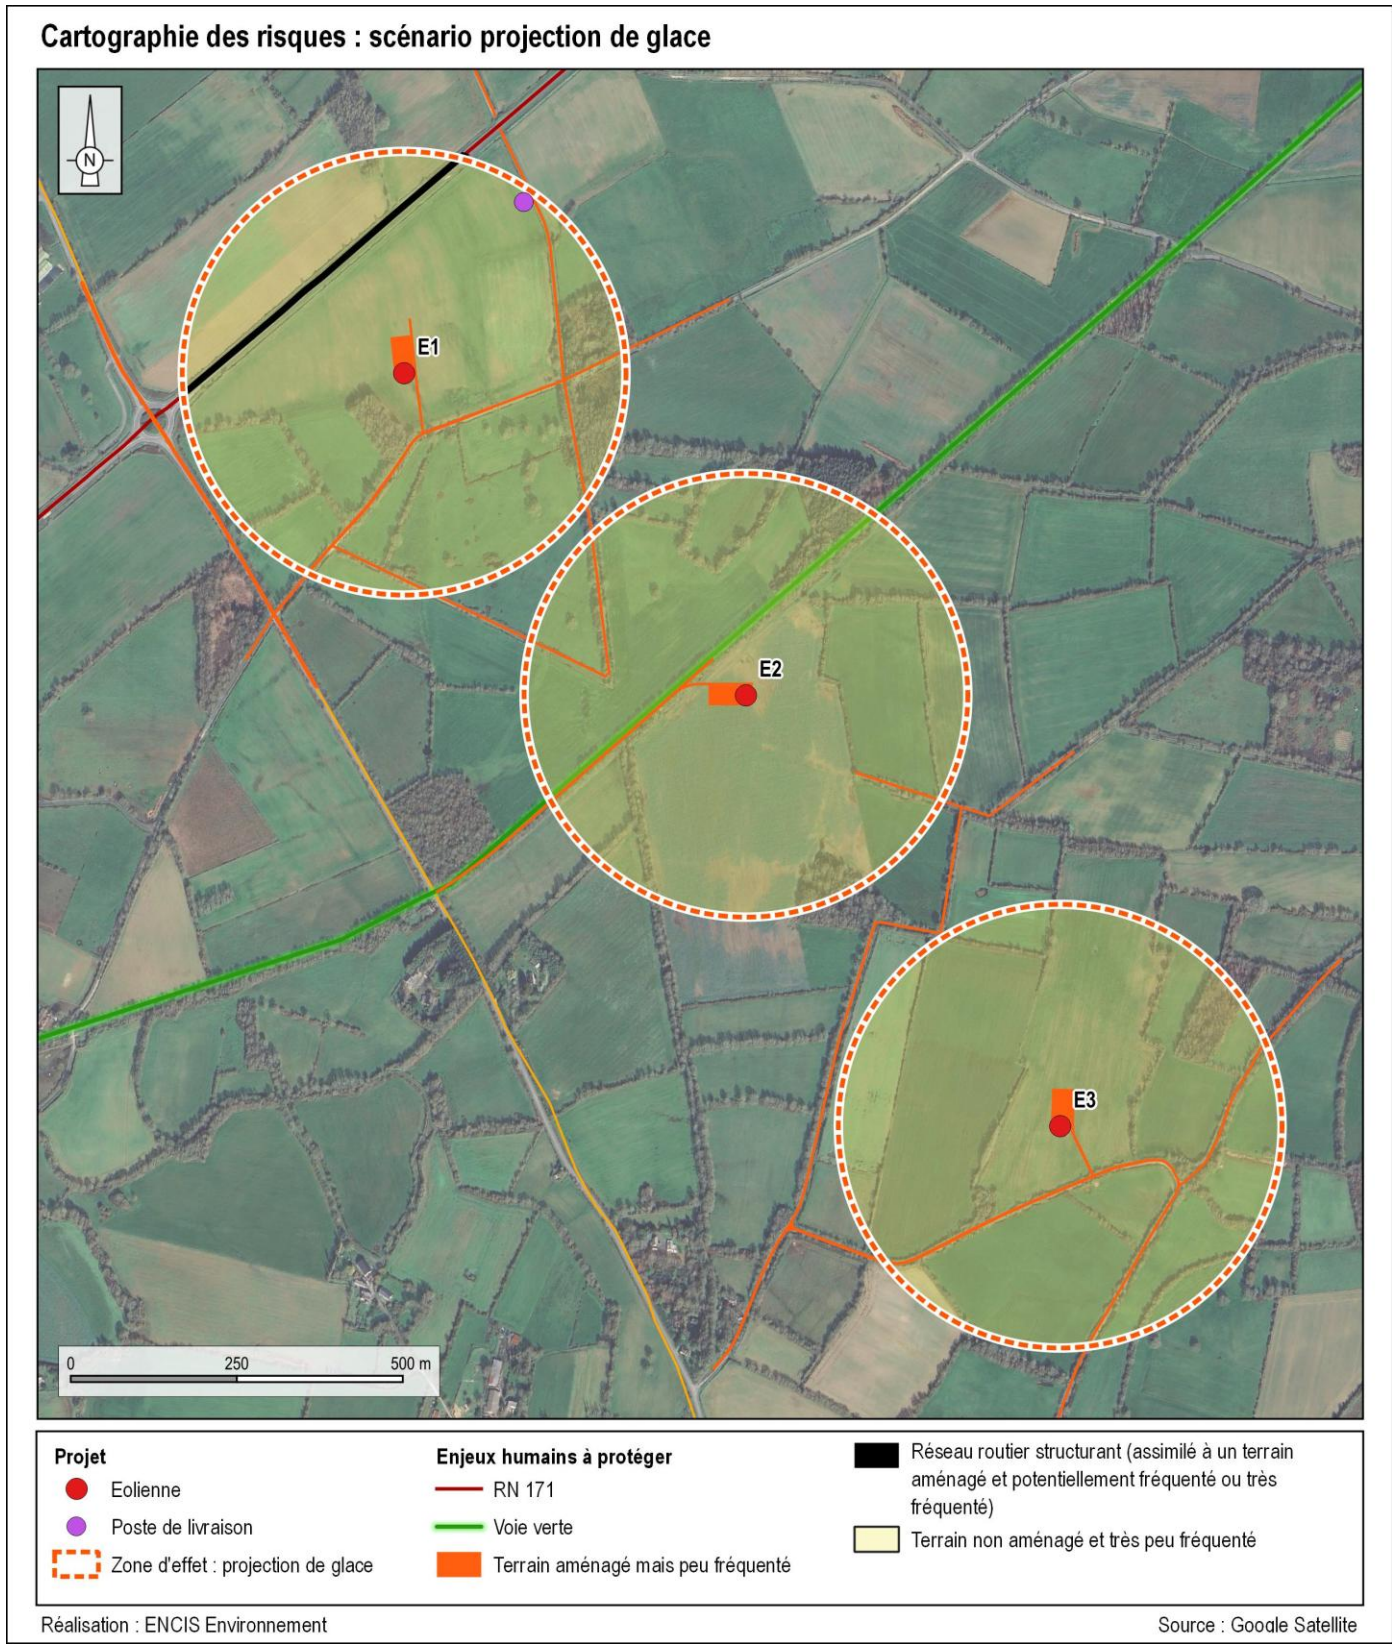 Cartographie des risques : scénario projection de glace
N
E1
E2
E3
0 250 500 m
Projet
Eolienne
Poste de livraison
Zone d'effet : projection de glace
Enjeux humains à protéger
RN 171
Voie verte
Terrain aménagé mais peu fréquenté
Réseau routier structurant (assimilé à un terrain
aménagé et potentiellement fréquenté ou très
fréquenté)
Terrain non aménagé et très peu fréquenté
Réalisation : ENCIS Environnement
Source : Google Satellite